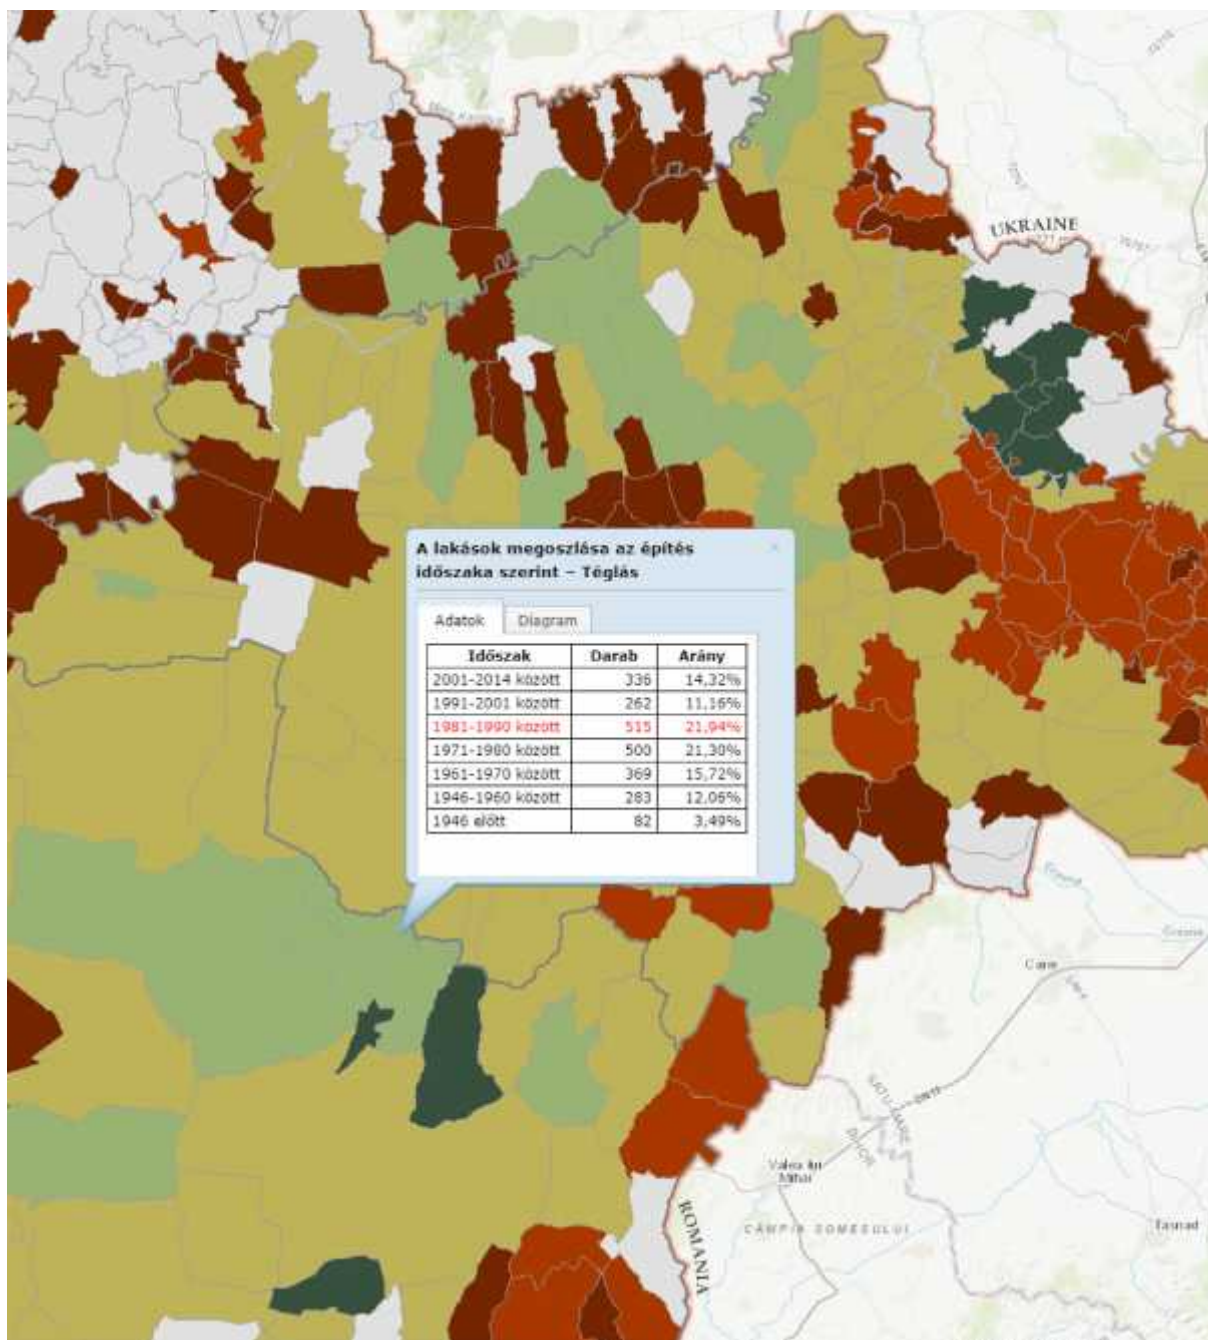 UKRAINE
A lakások megoszlása az építés
időszaka szerint – Téglás
Adatok Diagram
Időszak Darab Arány
2001-2014 között 336 14,32%
1991-2001 között 262 11,16%
1981-1990 között 515 21,94%
1971-1980 között 500 21,30%
1961-1970 között 369 15,72%
1946-1960 között 283 12,06%
1946 előtt 82 3,49%
Valea lui
Mihai
CÂMPIA SOMEȘULUI
ROMANIA